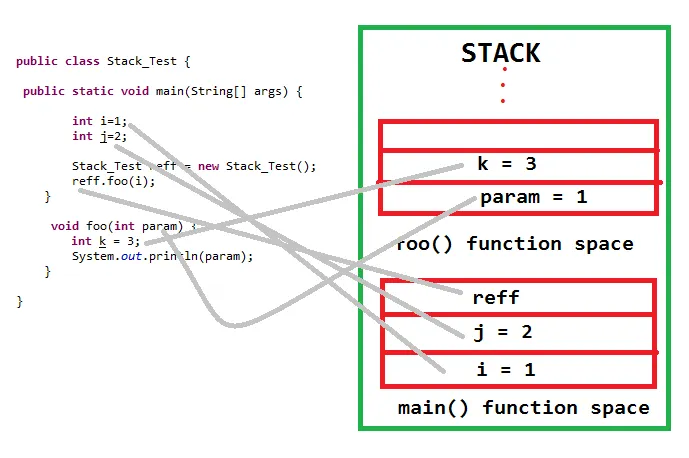 public class Stack_Test {
public static void main(String[] args) {
int i=1;
int j=2;
Stack_Test reff = new Stack_Test();
reff.foo(i);
}
void foo(int param) {
int k = 3;
System.out.println(param);
}
}
STACK
k = 3
param = 1
foo() function space
reff
j = 2
i = 1
main() function space